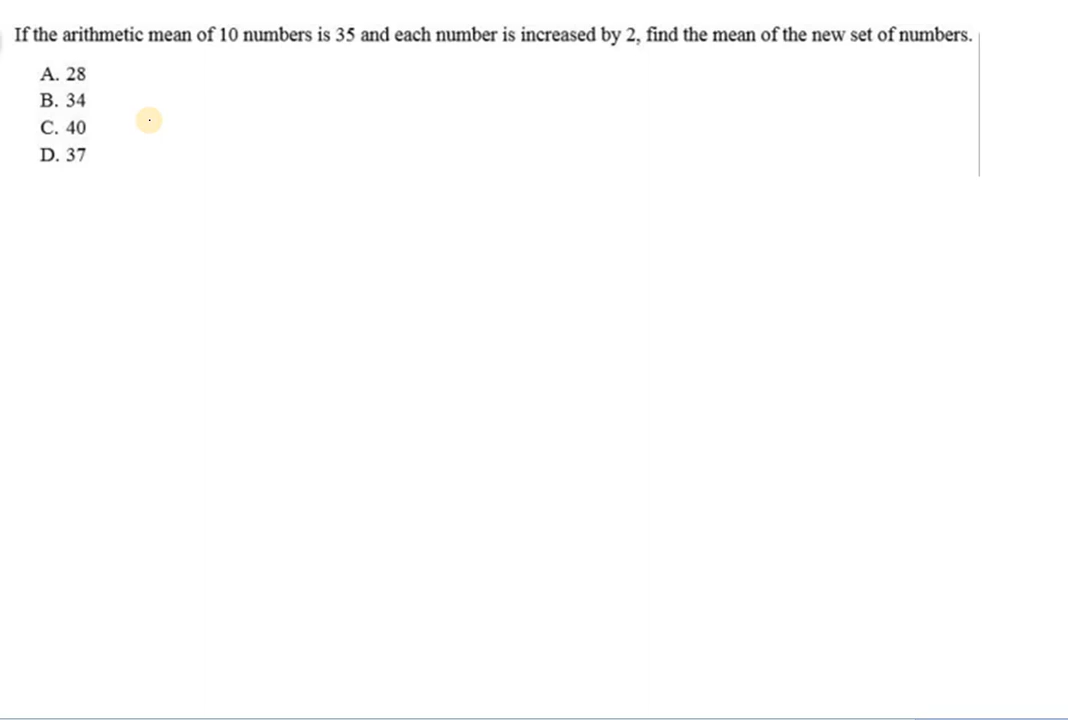 If the arithmetic mean of 10 numbers is 35 and each number is increased by 2, find the mean of the new set of numbers.
A. 28
B. 34
C. 40
D. 37